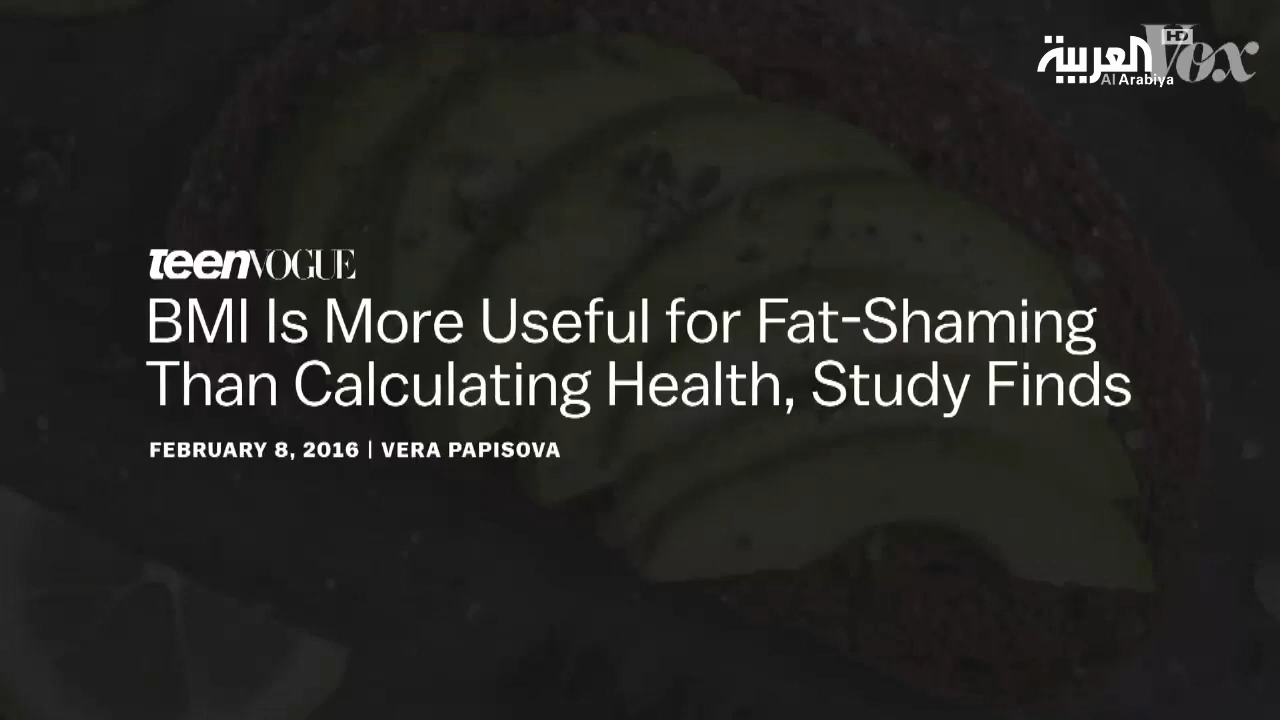 العربية
HD
Vox
Al Arabiya
teenVOGUE
BMI Is More Useful for Fat-Shaming
Than Calculating Health, Study Finds
FEBRUARY 8, 2016 | VERA PAPISOVA